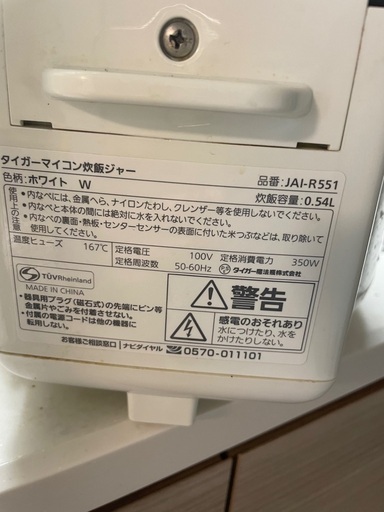 タイガーマイコン炊飯ジャー
品番:JAI-R551
色柄:ホワイト W
炊飯容量:0.54L
使用上の注意
•内なべには、金属へら、ナイロンたわし、クレンザー等を使用しないでください。
•内なべと本体の間には絶対に水を入れないでください。
•内なべの裏面・熱板・センターセンサーの表面に付いた米つぶなどは、取り除いて
ご使用ください。
温度ヒューズ 167℃
定格電圧 100V
定格消費電力 350W
定格周波数 50-60Hz
タイガー魔法瓶株式会社
TÜVRheinland
MADE IN CHINA
•器具用プラグ(磁石式)の先端にピン等
金属片やごみを付着させない。
•付属の電源コードは他の機器に
転用しない。
警告
感電のおそれあり
水につけたり、水を
かけたりしない。
お客様ご相談窓口 ナビダイヤル 0570-011101